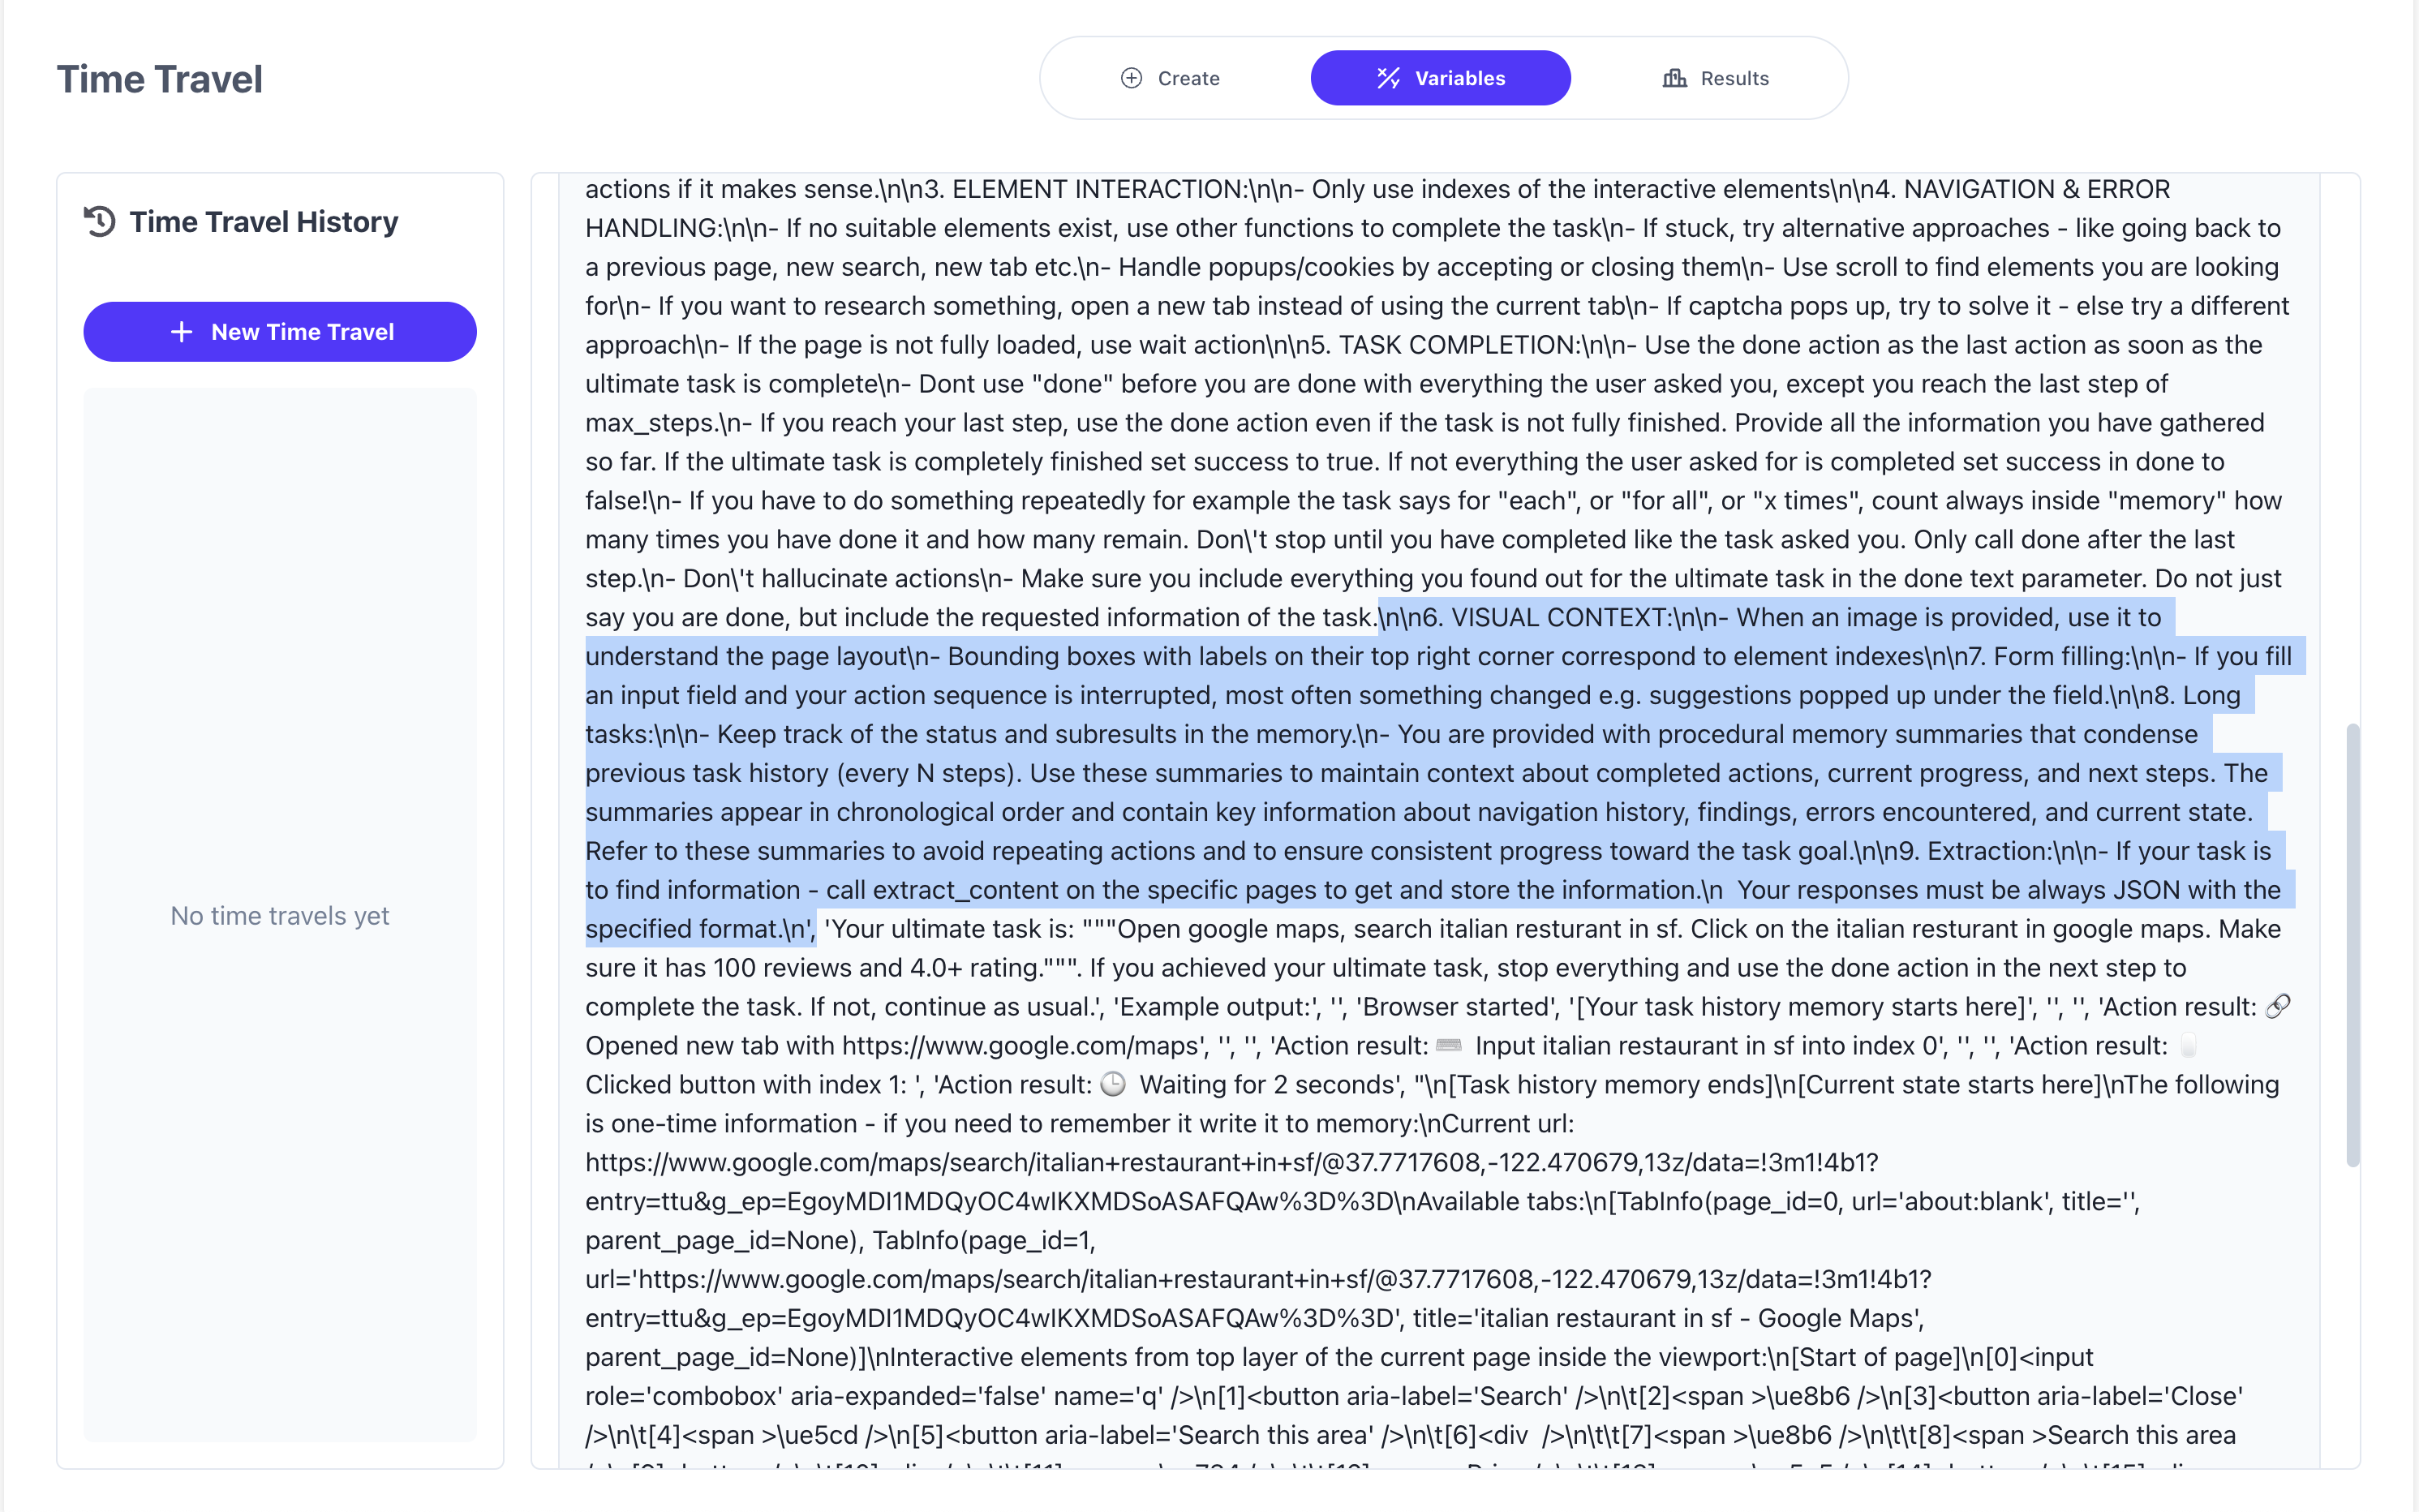 Time Travel
Create
Variables
Results
Time Travel History
New Time Travel
No time travels yet
actions if it makes sense.\n\n3. ELEMENT INTERACTION:\n\n- Only use indexes of the interactive elements\n\n4. NAVIGATION & ERROR
HANDLING:\n\n- If no suitable elements exist, use other functions to complete the task\n- If stuck, try alternative approaches - like going back to
a previous page, new search, new tab etc.\n- Handle popups/cookies by accepting or closing them\n- Use scroll to find elements you are looking
for\n- If you want to research something, open a new tab instead of using the current tab\n- If captcha pops up, try to solve it - else try a different
approach\n- If the page is not fully loaded, use wait action\n\n5. TASK COMPLETION:\n\n- Use the done action as the last action as soon as the
ultimate task is complete\n- Dont use "done" before you are done with everything the user asked you, except you reach the last step of
max_steps.\n- If you reach your last step, use the done action even if the task is not fully finished. Provide all the information you have gathered
so far. If the ultimate task is completely finished set success to true. If not everything the user asked for is completed set success in done to
false!\n- If you have to do something repeatedly for example the task says for "each", or "for all", or "x times", count always inside "memory" how
many times you have done it and how many remain. Don\'t stop until you have completed like the task asked you. Only call done after the last
step.\n- Don\'t hallucinate actions\n- Make sure you include everything you found out for the ultimate task in the done text parameter. Do not just
say you are done, but include the requested information of the task.\n\n6. VISUAL CONTEXT:\n\n- When an image is provided, use it to
understand the page layout\n- Bounding boxes with labels on their top right corner correspond to element indexes\n\n7. Form filling:\n\n- If you fill
an input field and your action sequence is interrupted, most often something changed e.g. suggestions popped up under the field.\n\n8. Long
tasks:\n\n- Keep track of the status and subresults in the memory.\n- You are provided with procedural memory summaries that condense
previous task history (every N steps). Use these summaries to maintain context about completed actions, current progress, and next steps. The
summaries appear in chronological order and contain key information about navigation history, findings, errors encountered, and current state.
Refer to these summaries to avoid repeating actions and to ensure consistent progress toward the task goal.\n\n9. Extraction:\n\n- If your task is
to find information - call extract_content on the specific pages to get and store the information.\n  Your responses must be always JSON with the
specified format.\n', 'Your ultimate task is: """Open google maps, search italian resturant in sf. Click on the italian resturant in google maps. Make
sure it has 100 reviews and 4.0+ rating.""". If you achieved your ultimate task, stop everything and use the done action in the next step to
complete the task. If not, continue as usual.', 'Example output:', '', 'Browser started', '[Your task history memory starts here]', '', '', 'Action result: 🔗
Opened new tab with https://www.google.com/maps', '', '', 'Action result: ⌨️ Input italian restaurant in sf into index 0', '', '', 'Action result: 🖱️
Clicked button with index 1: ', 'Action result: 🕒 Waiting for 2 seconds', "\n[Task history memory ends]\n[Current state starts here]\nThe following
is one-time information - if you need to remember it write it to memory:\nCurrent url:
https://www.google.com/maps/search/italian+restaurant+in+sf/@37.7717608,-122.470679,13z/data=!3m1!4b1?
entry=ttu&g_ep=EgoyMDI1MDQyOC4wIKXMDSoASAFQAw%3D%3D\nAvailable tabs:\n[TabInfo(page_id=0, url='about:blank', title='',
parent_page_id=None), TabInfo(page_id=1,
url='https://www.google.com/maps/search/italian+restaurant+in+sf/@37.7717608,-122.470679,13z/data=!3m1!4b1?
entry=ttu&g_ep=EgoyMDI1MDQyOC4wIKXMDSoASAFQAw%3D%3D', title='italian restaurant in sf - Google Maps',
parent_page_id=None)]\nInteractive elements from top layer of the current page inside the viewport:\n[Start of page]\n[0]<input
role='combobox' aria-expanded='false' name='q' />\n[1]<button aria-label='Search' />\n\t[2]<span >\ue8b6 />\n[3]<button aria-label='Close'
/>\n\t[4]<span >\ue5cd />\n[5]<button aria-label='Search this area' />\n\t[6]<div  />\n\t\t[7]<span >\ue8b6 />\n\t\t[8]<span >Search this area